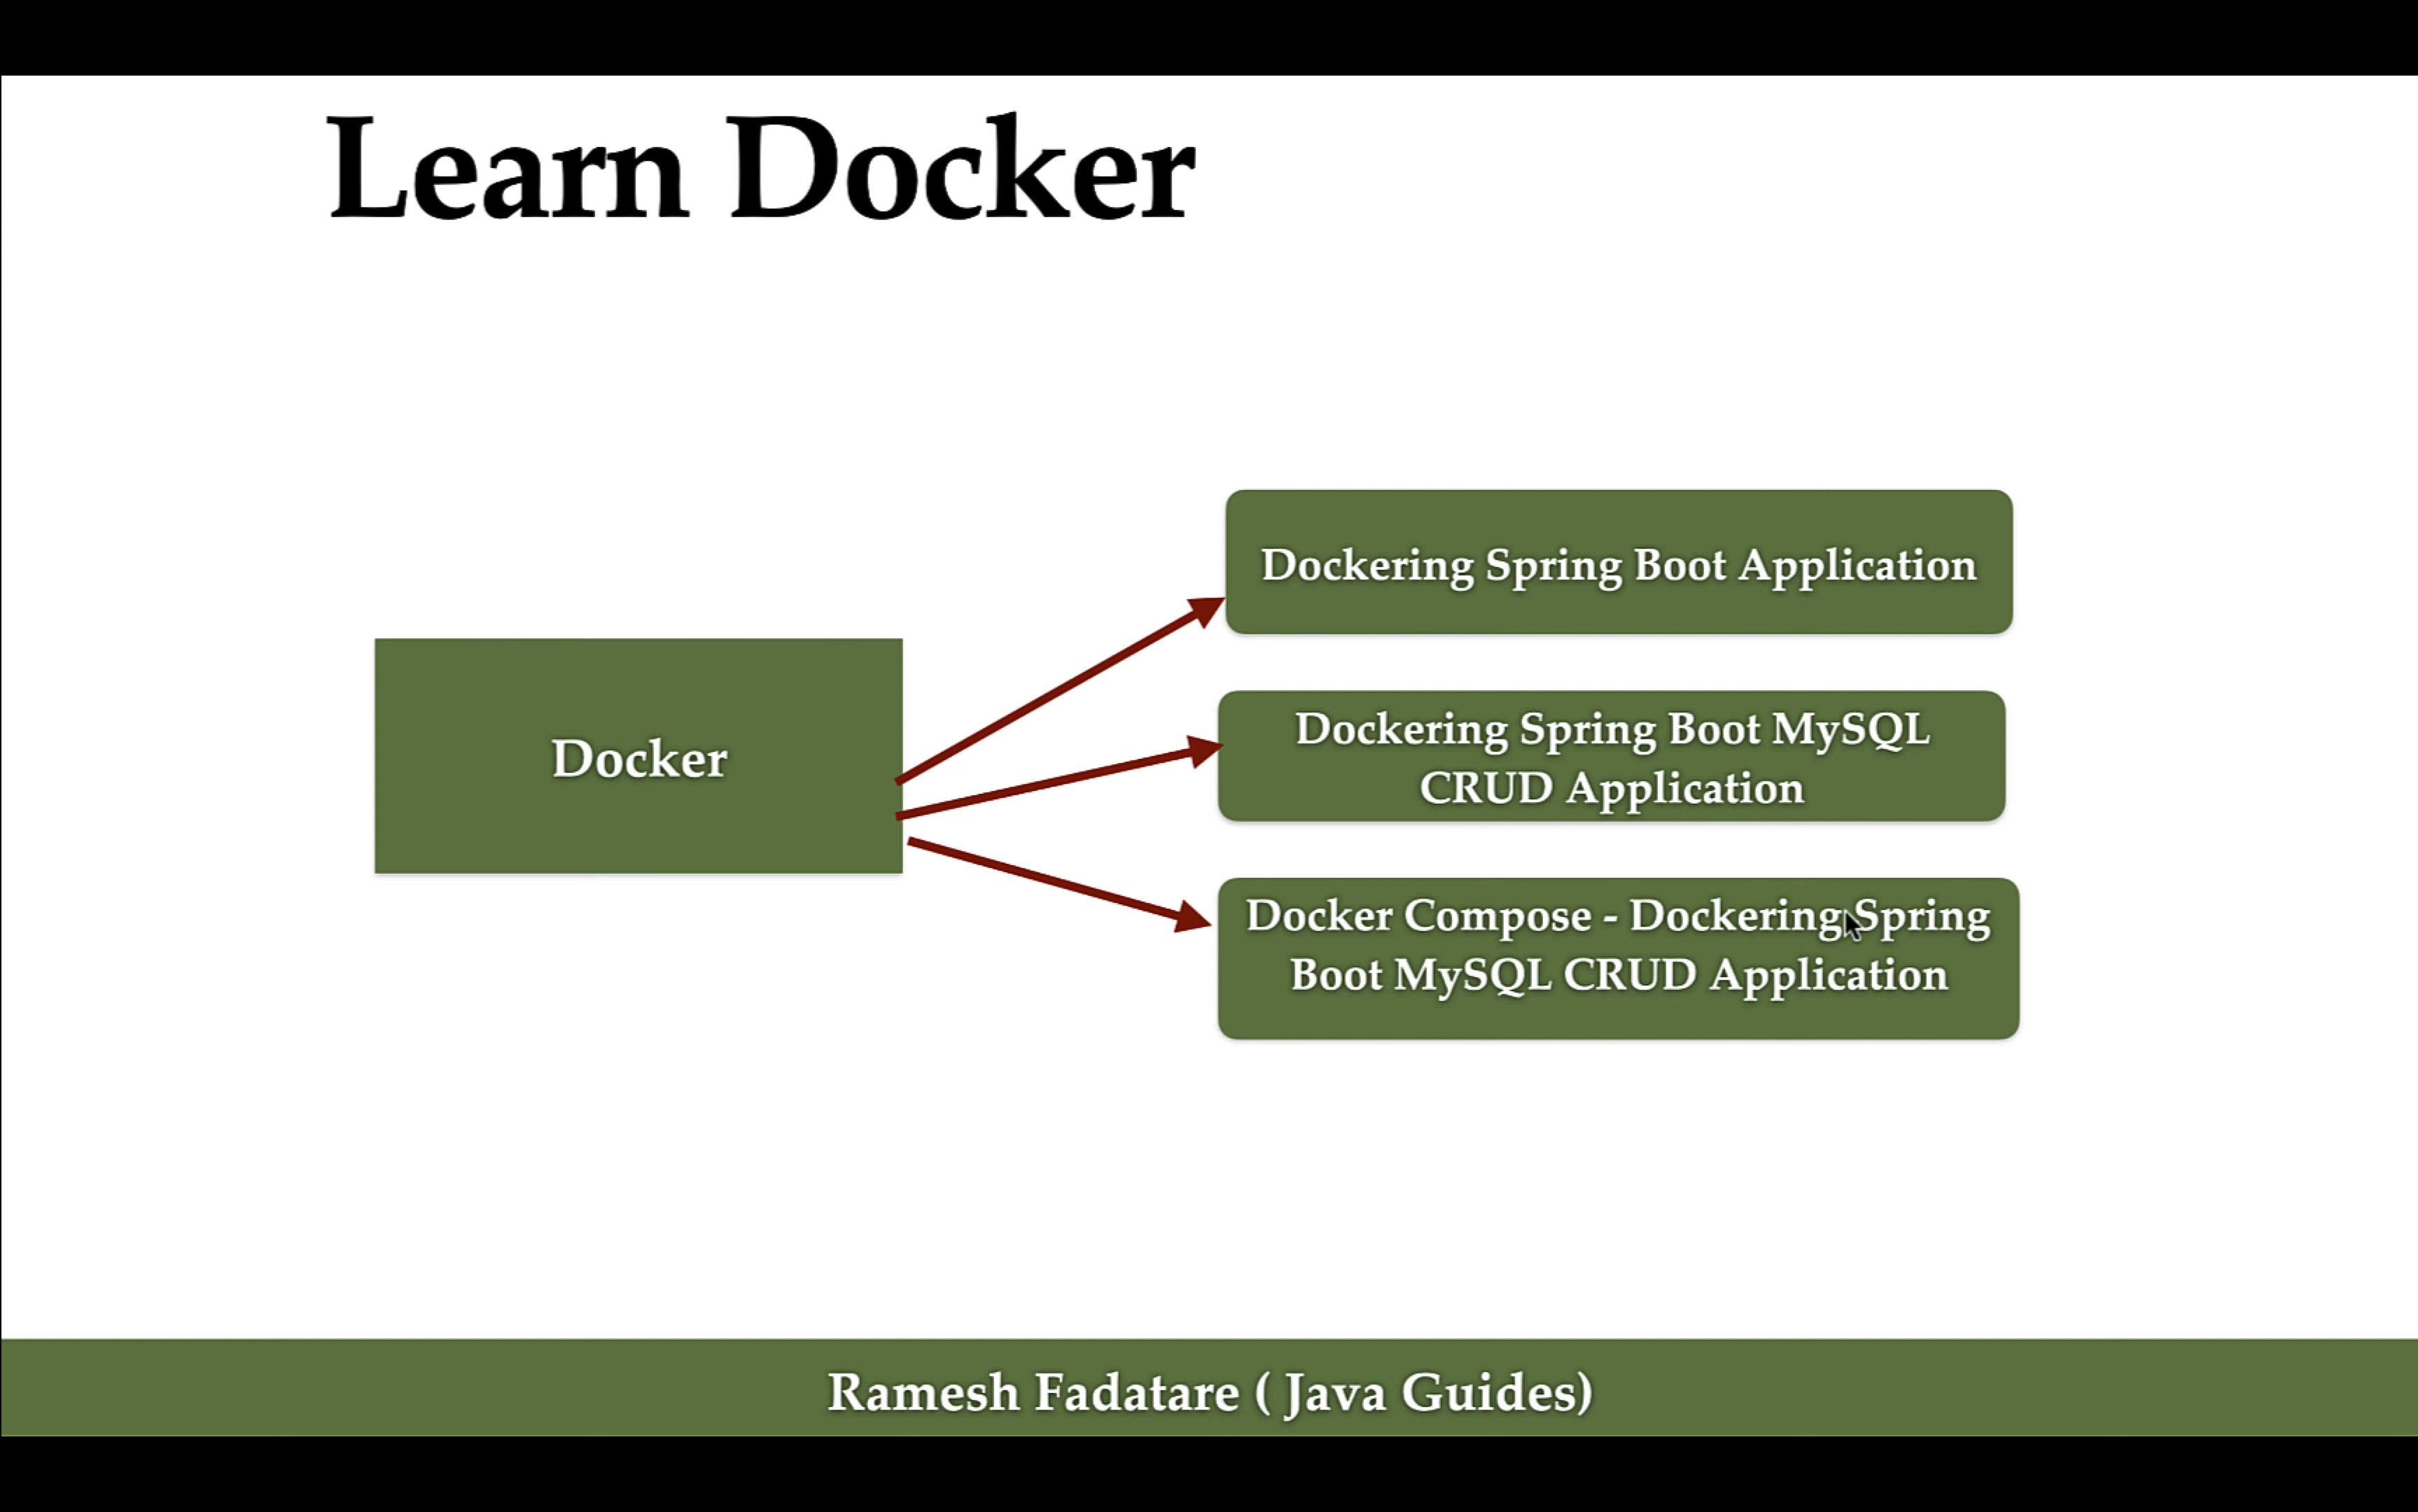 Learn Docker
Docker
Dockering Spring Boot Application
Dockering Spring Boot MySQL
CRUD Application
Docker Compose - Dockering Spring
Boot MySQL CRUD Application
Ramesh Fadatare ( Java Guides)